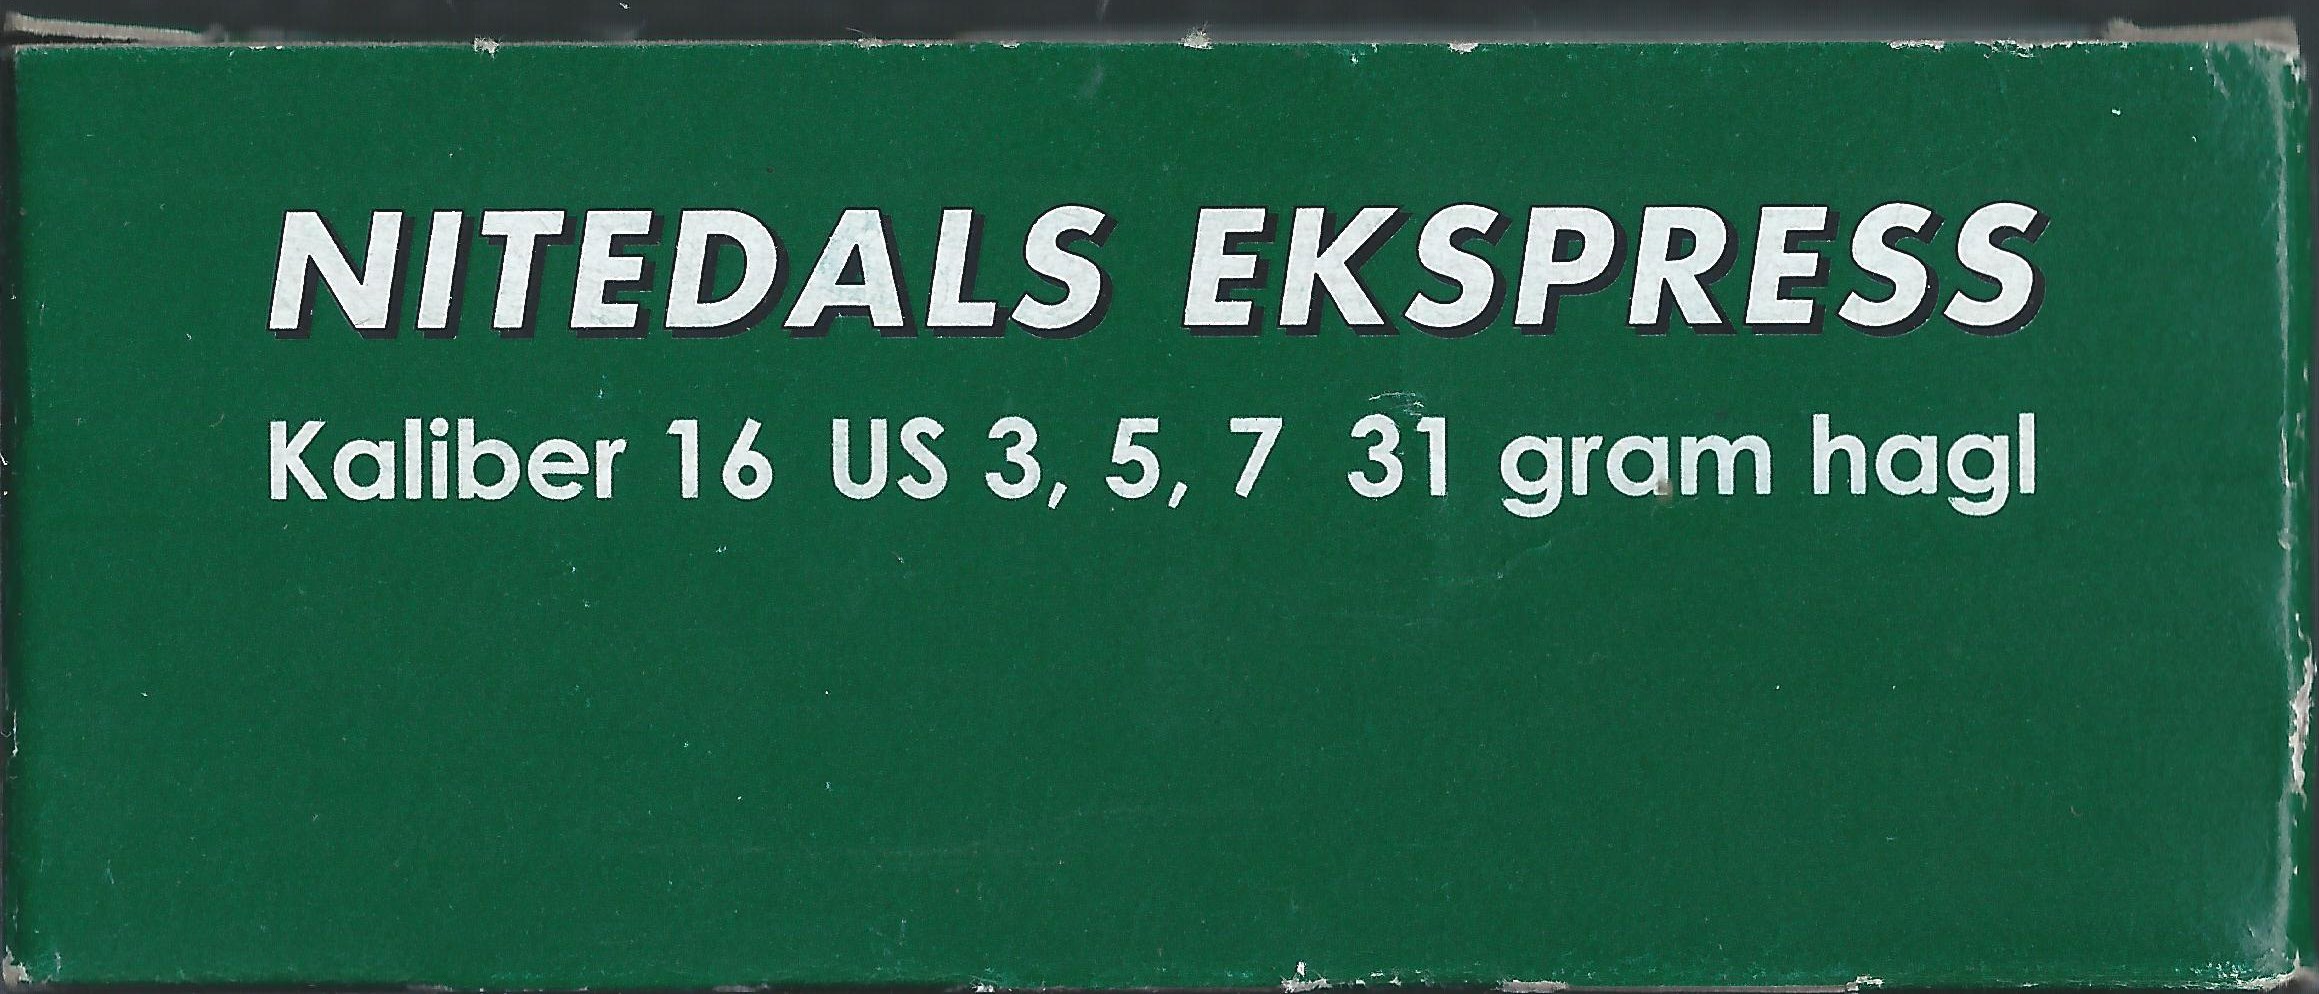 NITEDALS EKSPRESS
Kaliber 16 US 3, 5, 7 31 gram hagl